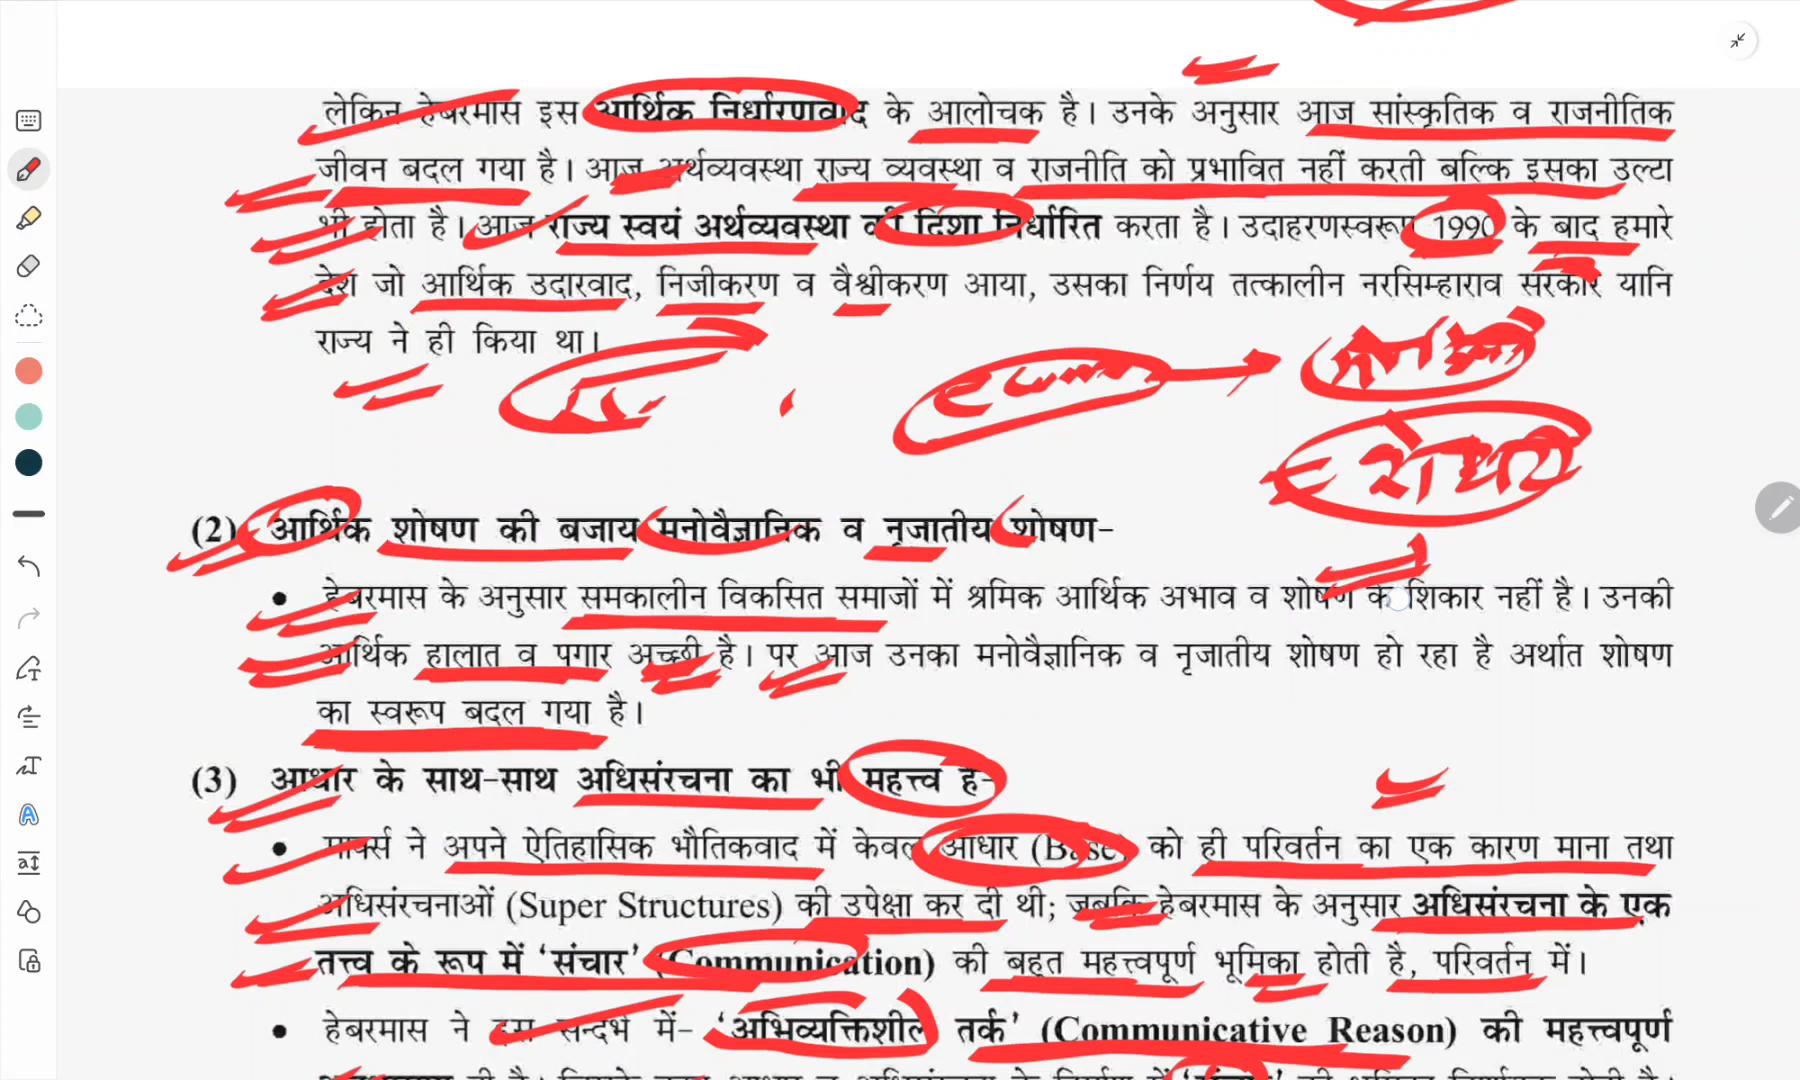 लेकिन हेबरमास इस आर्थिक निर्धारणवाद के आलोचक है। उनके अनुसार आज सांस्कृतिक व राजनीतिक
जीवन बदल गया है। आज अर्थव्यवस्था राज्य व्यवस्था व राजनीति को प्रभावित नहीं करती बल्कि इसका उल्टा
भी होता है। आज राज्य स्वयं अर्थव्यवस्था की दिशा निर्धारित करता है। उदाहरणस्वरूप 1990 के बाद हमारे
देश जो आर्थिक उदारवाद, निजीकरण व वैश्वीकरण आया, उसका निर्णय तत्कालीन नरसिम्हाराव सरकार यानि
राज्य ने ही किया था।
(2) आर्थिक शोषण की बजाय मनोवैज्ञानिक व नृजातीय शोषण-
• हेबरमास के अनुसार समकालीन विकसित समाजों में श्रमिक आर्थिक अभाव व शोषण के शिकार नहीं है। उनकी
आर्थिक हालात व पगार अच्छी है। पर आज उनका मनोवैज्ञानिक व नृजातीय शोषण हो रहा है अर्थात शोषण
का स्वरूप बदल गया है।
(3) आधार के साथ-साथ अधिसंरचना का भी महत्त्व है-
• मार्क्स ने अपने ऐतिहासिक भौतिकवाद में केवल आधार (Base) को ही परिवर्तन का एक कारण माना तथा
अधिसंरचनाओं (Super Structures) की उपेक्षा कर दी थी; जबकि हेबरमास के अनुसार अधिसंरचना के एक
तत्त्व के रूप में 'संचार' (Communication) की बहुत महत्त्वपूर्ण भूमिका होती है, परिवर्तन में।
• हेबरमास ने इस सन्दर्भ में- 'अभिव्यक्तिशील तर्क' (Communicative Reason) की महत्त्वपूर्ण